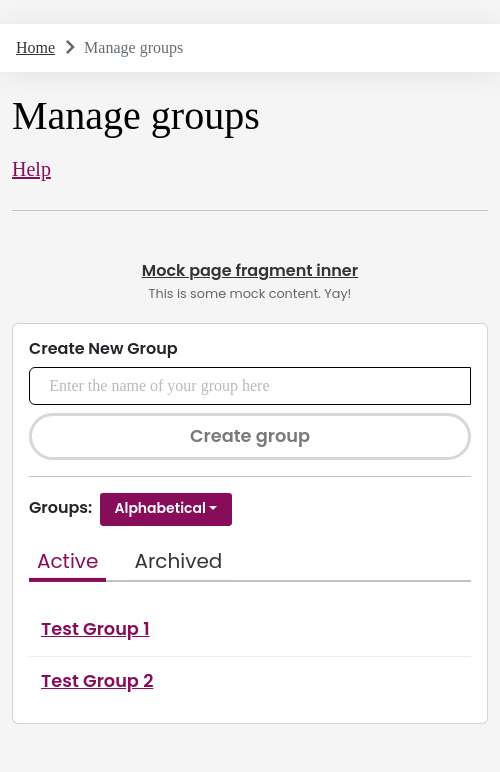 Home Manage groups
Manage groups
Help
Mock page fragment inner
This is some mock content. Yay!
Create New Group
Enter the name of your group here
Create group
Groups: Alphabetical
Active Archived
Test Group 1
Test Group 2